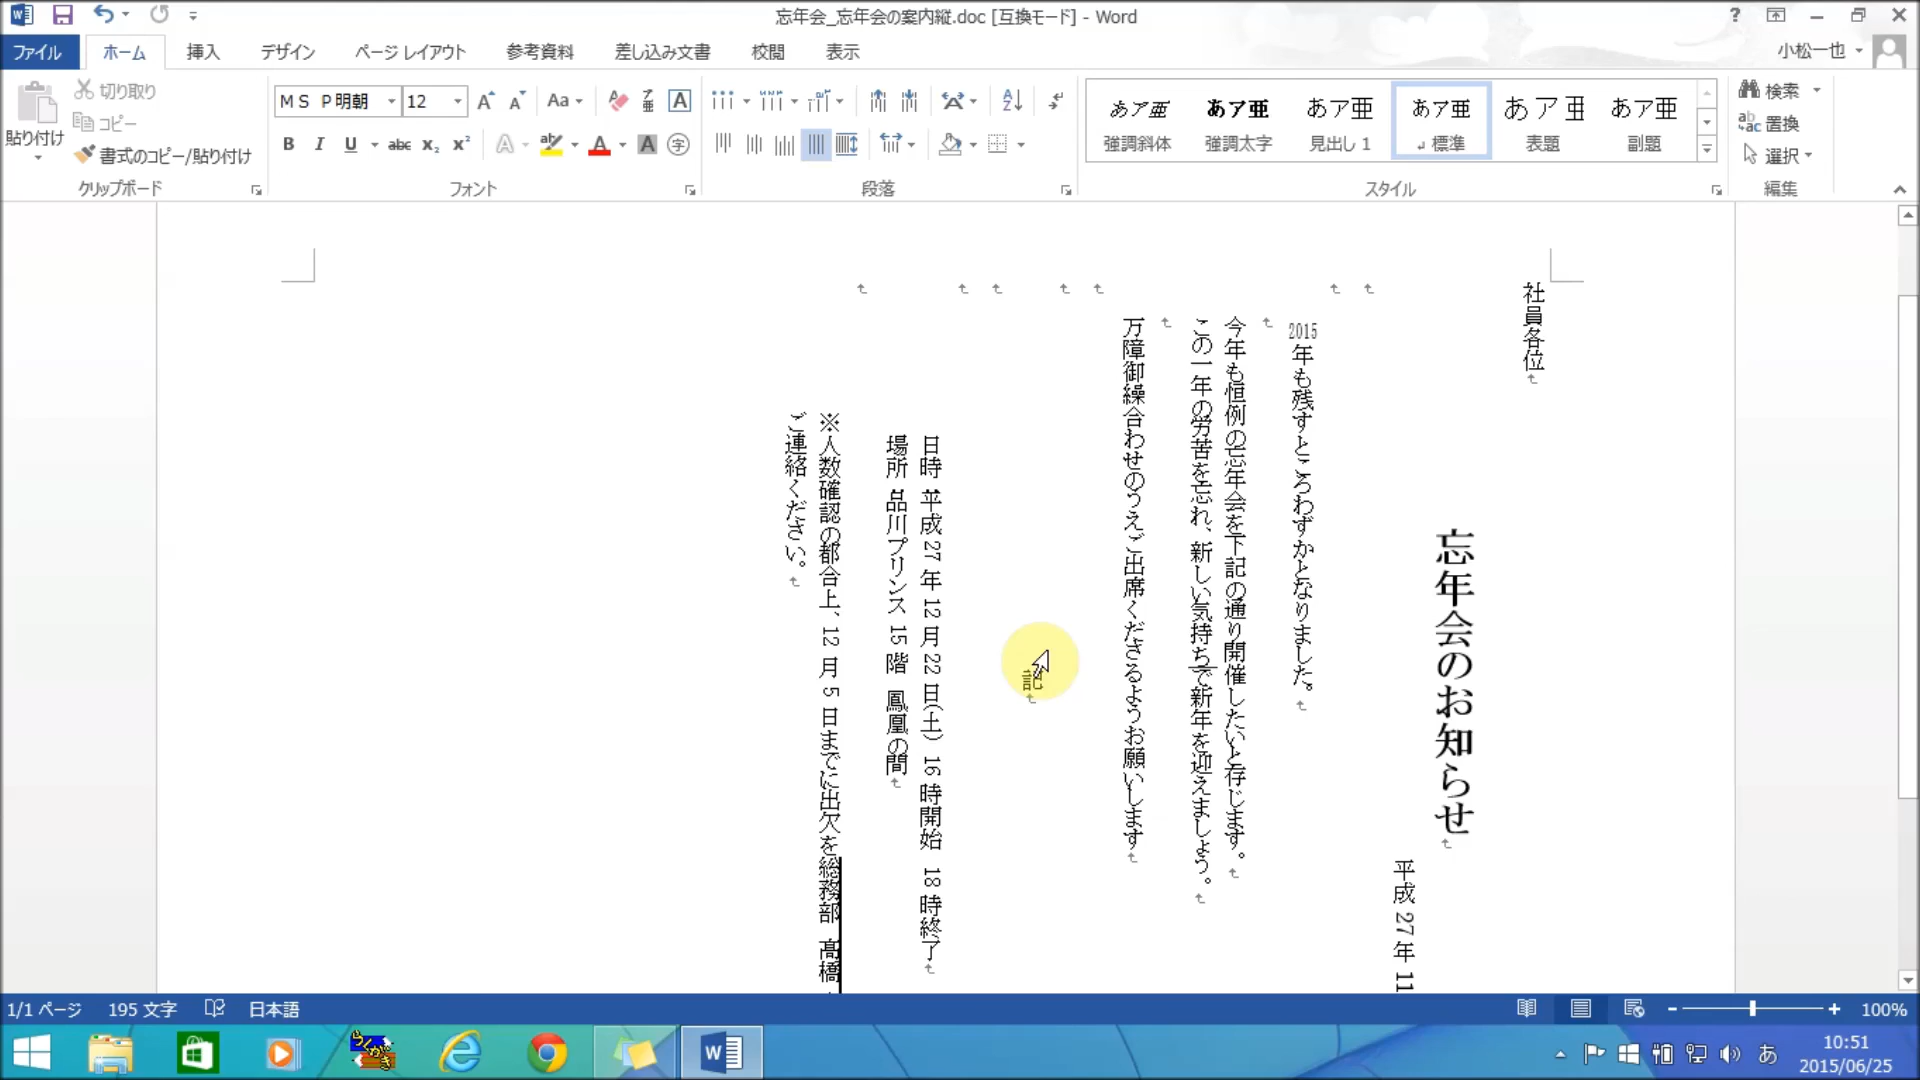 忘年会_忘年会の案内縦.doc [互換モード] - Word
ファイル ホーム 挿入 デザイン ページ レイアウト 参考資料 差し込み文書 校閲 表示 小松一也
貼り付け
切り取り
コピー
書式のコピー/貼り付け
クリップボード
ＭＳ Ｐ明朝 12
フォント
段落
あア亜 あア亜 あア亜 あア亜 あア亜 あア亜
強調斜体 強調太字 見出し 1 標準 表題 副題
スタイル
検索
置換
選択
編集
社員各位
忘年会のお知らせ
平成 27 年 11
2015年も残すところわずかとなりました。
今年も恒例の忘年会を下記の通り開催したいと存じます。
この一年の労苦を忘れ、新しい気持ちで新年を迎えましょう。
万障御繰合わせのうえご出席くださるようお願いします
記
日時 平成 27 年 12 月 22 日(土) 16 時開始 18 時終了
場所 品川プリンス 15 階 鳳凰の間
※人数確認の都合上、12 月 5 日までに出欠を総務部 髙橋
ご連絡ください。
1/1 ページ 195 文字 日本語 100%
あ
10:51
2015/06/25